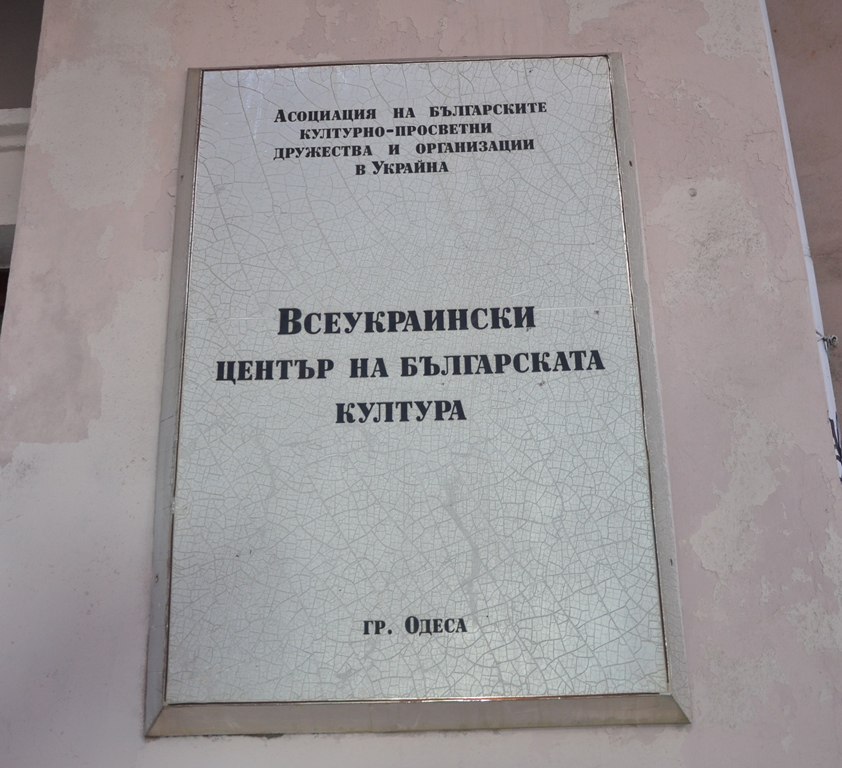 Асоциация на българските
културно-просветни
дружества и организации
в Украйна
Всеукраински
център на българската
култура
гр. Одеса